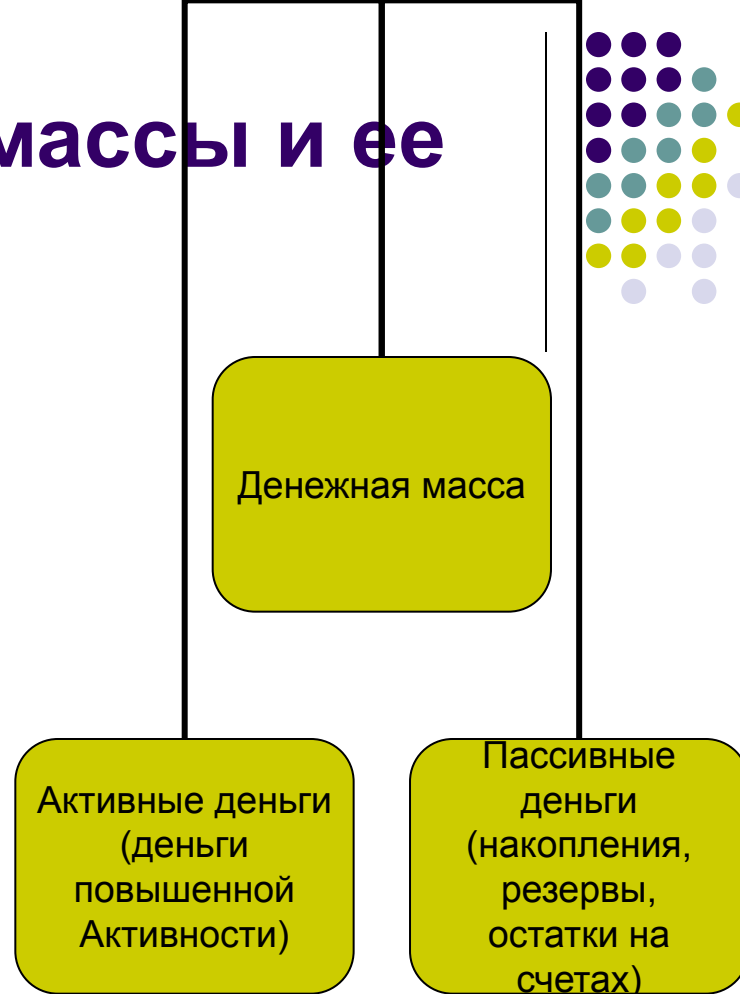 массы и ее
Денежная масса
Активные деньги
(деньги
повышенной
Активности)
Пассивные
деньги
(накопления,
резервы,
остатки на
счетах)